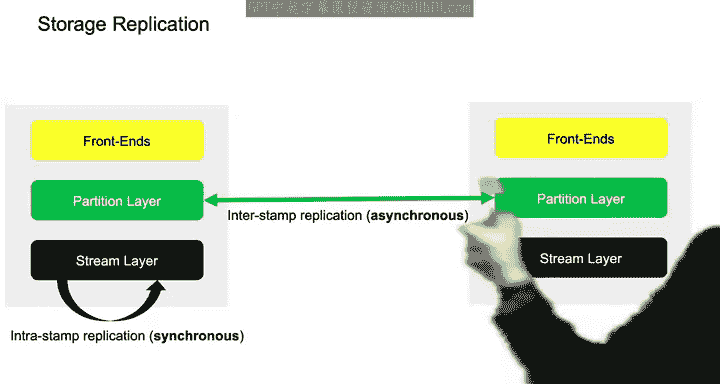 Storage Replication
Front-Ends
Partition Layer
Stream Layer
Intra-stamp replication (synchronous)
Inter-stamp replication (asynchronous)
Front-Ends
Partition Layer
Stream Layer